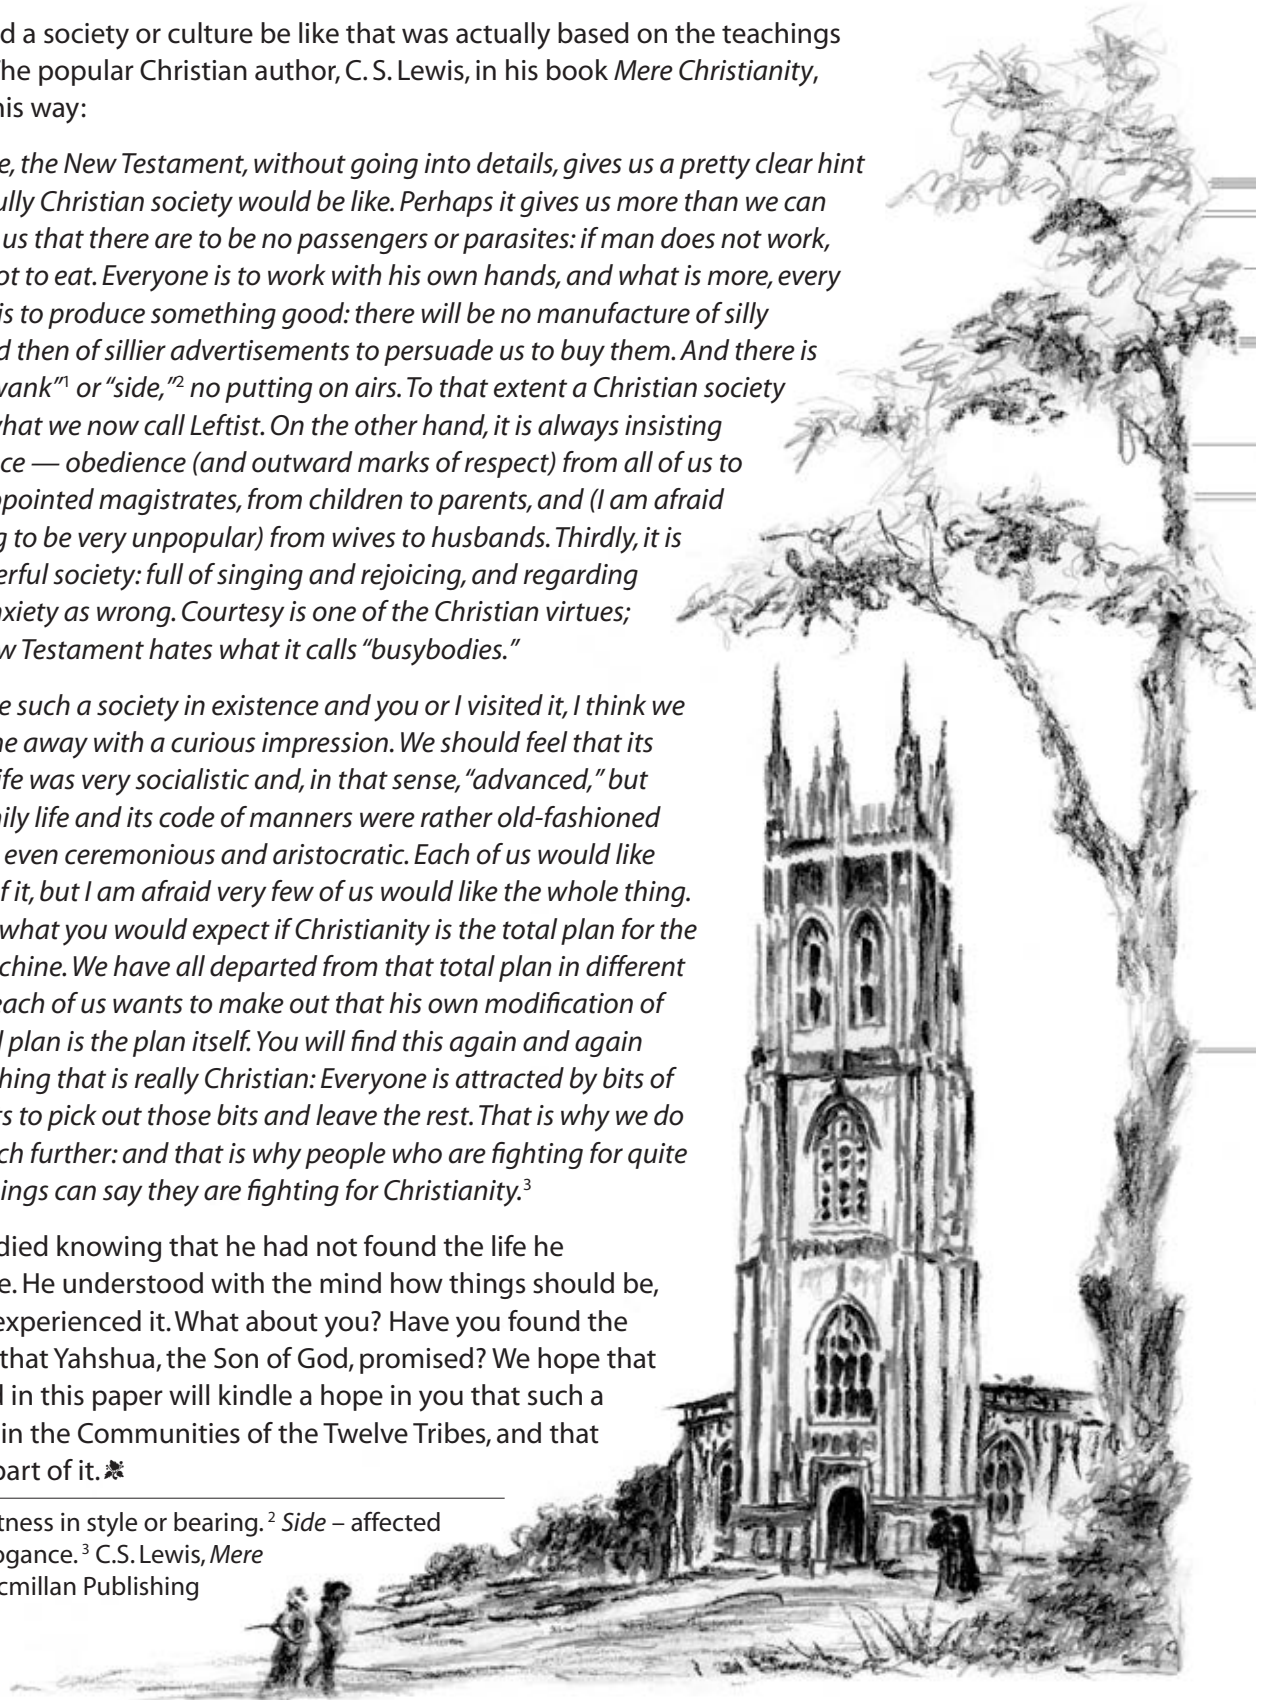 d a society or culture be like that was actually based on the teachings
he popular Christian author, C. S. Lewis, in his book Mere Christianity,
his way:
e, the New Testament, without going into details, gives us a pretty clear hint
ully Christian society would be like. Perhaps it gives us more than we can
us that there are to be no passengers or parasites: if man does not work,
ot to eat. Everyone is to work with his own hands, and what is more, every
is to produce something good: there will be no manufacture of silly
d then of sillier advertisements to persuade us to buy them. And there is
wank”¹ or “side,”² no putting on airs. To that extent a Christian society
what we now call Leftist. On the other hand, it is always insisting
ce — obedience (and outward marks of respect) from all of us to
ppointed magistrates, from children to parents, and (I am afraid
g to be very unpopular) from wives to husbands. Thirdly, it is
erful society: full of singing and rejoicing, and regarding
nxiety as wrong. Courtesy is one of the Christian virtues;
w Testament hates what it calls “busybodies.”
e such a society in existence and you or I visited it, I think we
me away with a curious impression. We should feel that its
ife was very socialistic and, in that sense, “advanced,” but
mily life and its code of manners were rather old-fashioned
even ceremonious and aristocratic. Each of us would like
f it, but I am afraid very few of us would like the whole thing.
what you would expect if Christianity is the total plan for the
chine. We have all departed from that total plan in different
each of us wants to make out that his own modification of
l plan is the plan itself. You will find this again and again
thing that is really Christian: Everyone is attracted by bits of
ts to pick out those bits and leave the rest. That is why we do
ch further: and that is why people who are fighting for quite
ings can say they are fighting for Christianity.³
died knowing that he had not found the life he
e. He understood with the mind how things should be,
experienced it. What about you? Have you found the
that Yahshua, the Son of God, promised? We hope that
d in this paper will kindle a hope in you that such a
in the Communities of the Twelve Tribes, and that
part of it.
tness in style or bearing. ² Side – affected
ogance. ³ C.S. Lewis, Mere
cmillan Publishing